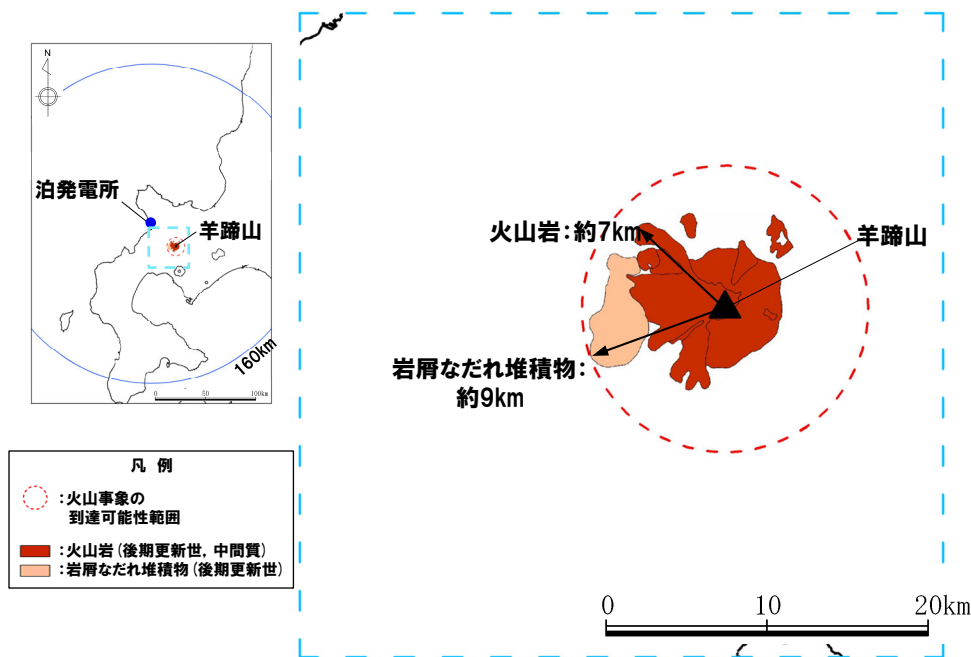 N
泊発電所
羊蹄山
160km
0 50 100km
凡 例
:火山事象の
到達可能性範囲
:火山岩(後期更新世, 中間質)
:岩屑なだれ堆積物(後期更新世)
火山岩:約7km
羊蹄山
岩屑なだれ堆積物:
約9km
0 10 20km